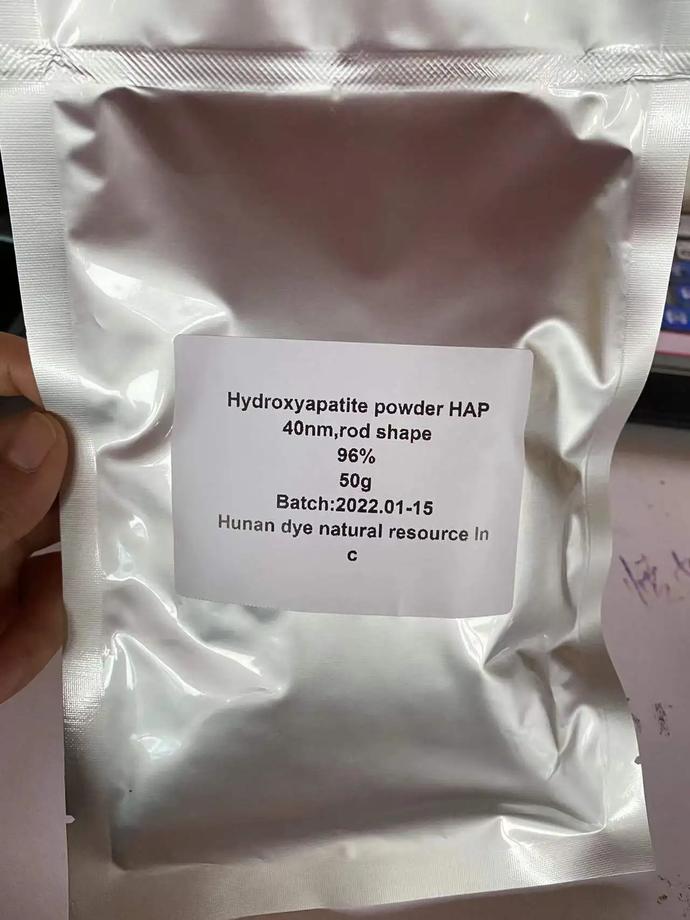 Hydroxyapatite powder HAP
40nm,rod shape
96%
50g
Batch:2022.01-15
Hunan dye natural resource In
c